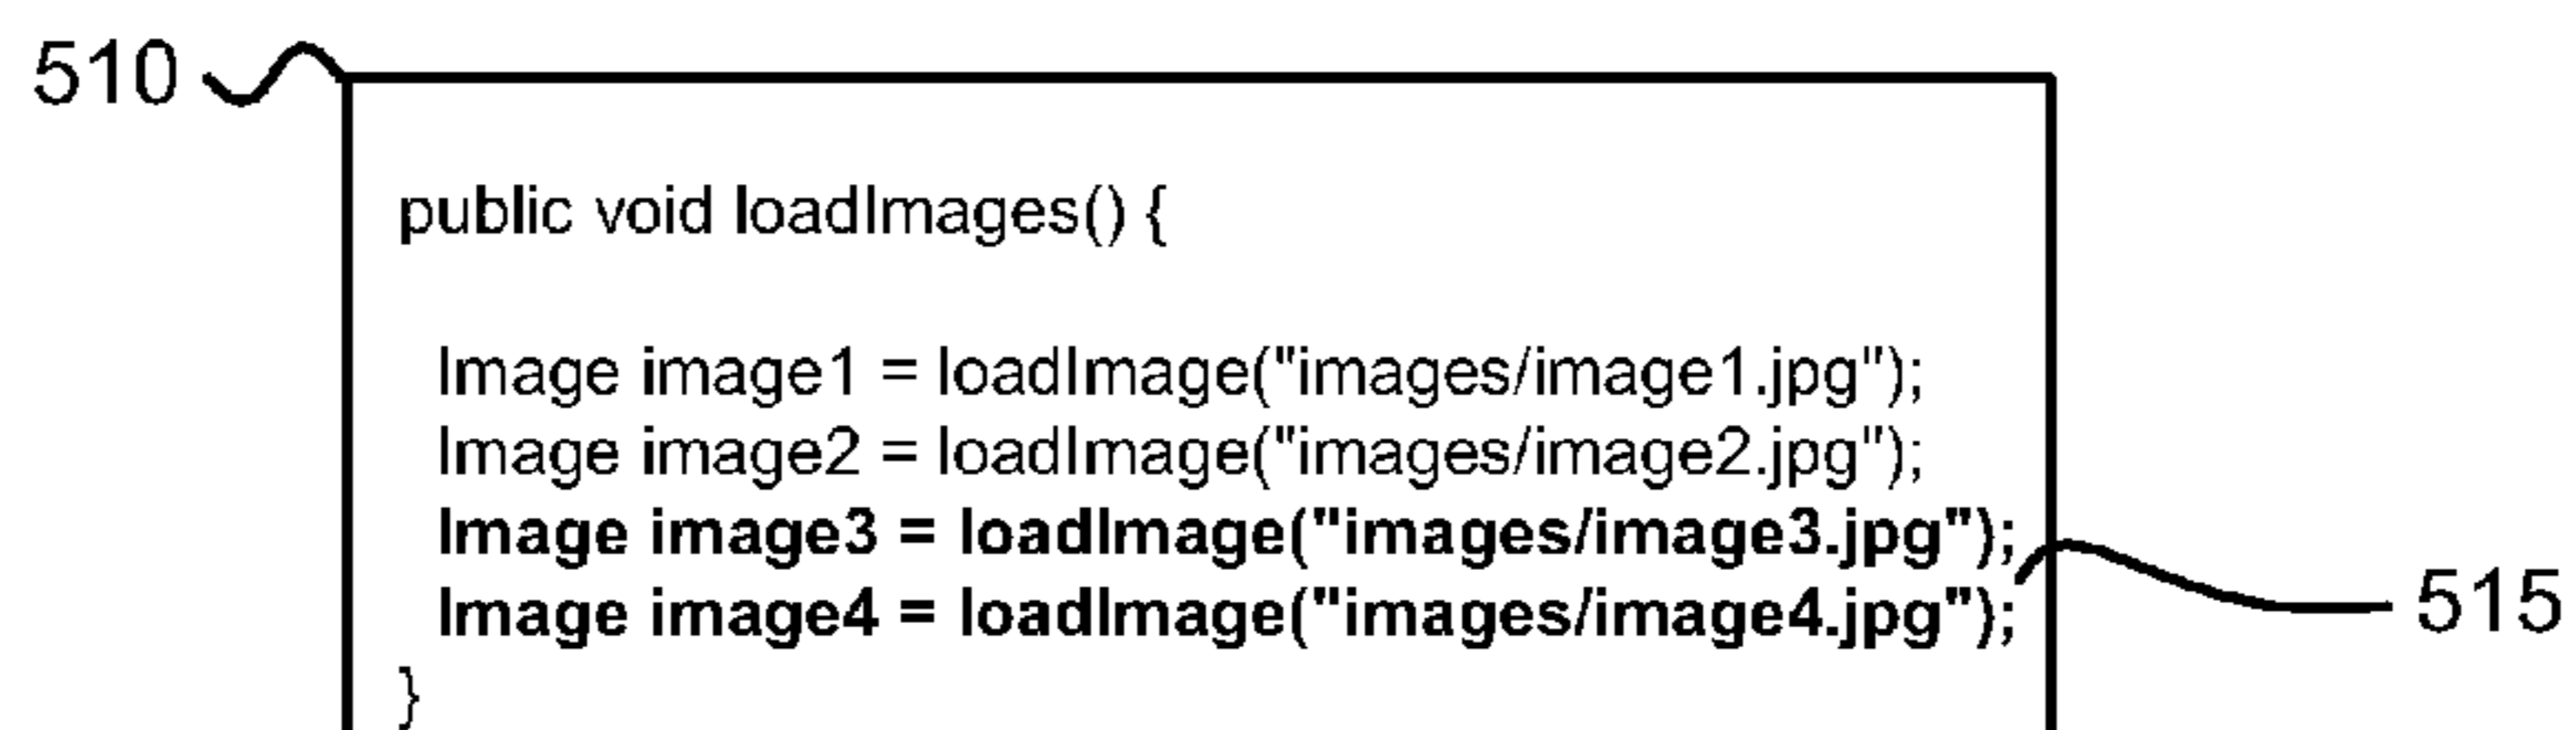 510
public void loadImages() {
Image image1 = loadImage("images/image1.jpg");
Image image2 = loadImage("images/image2.jpg");
Image image3 = loadImage("images/image3.jpg");
Image image4 = loadImage("images/image4.jpg");
515
}